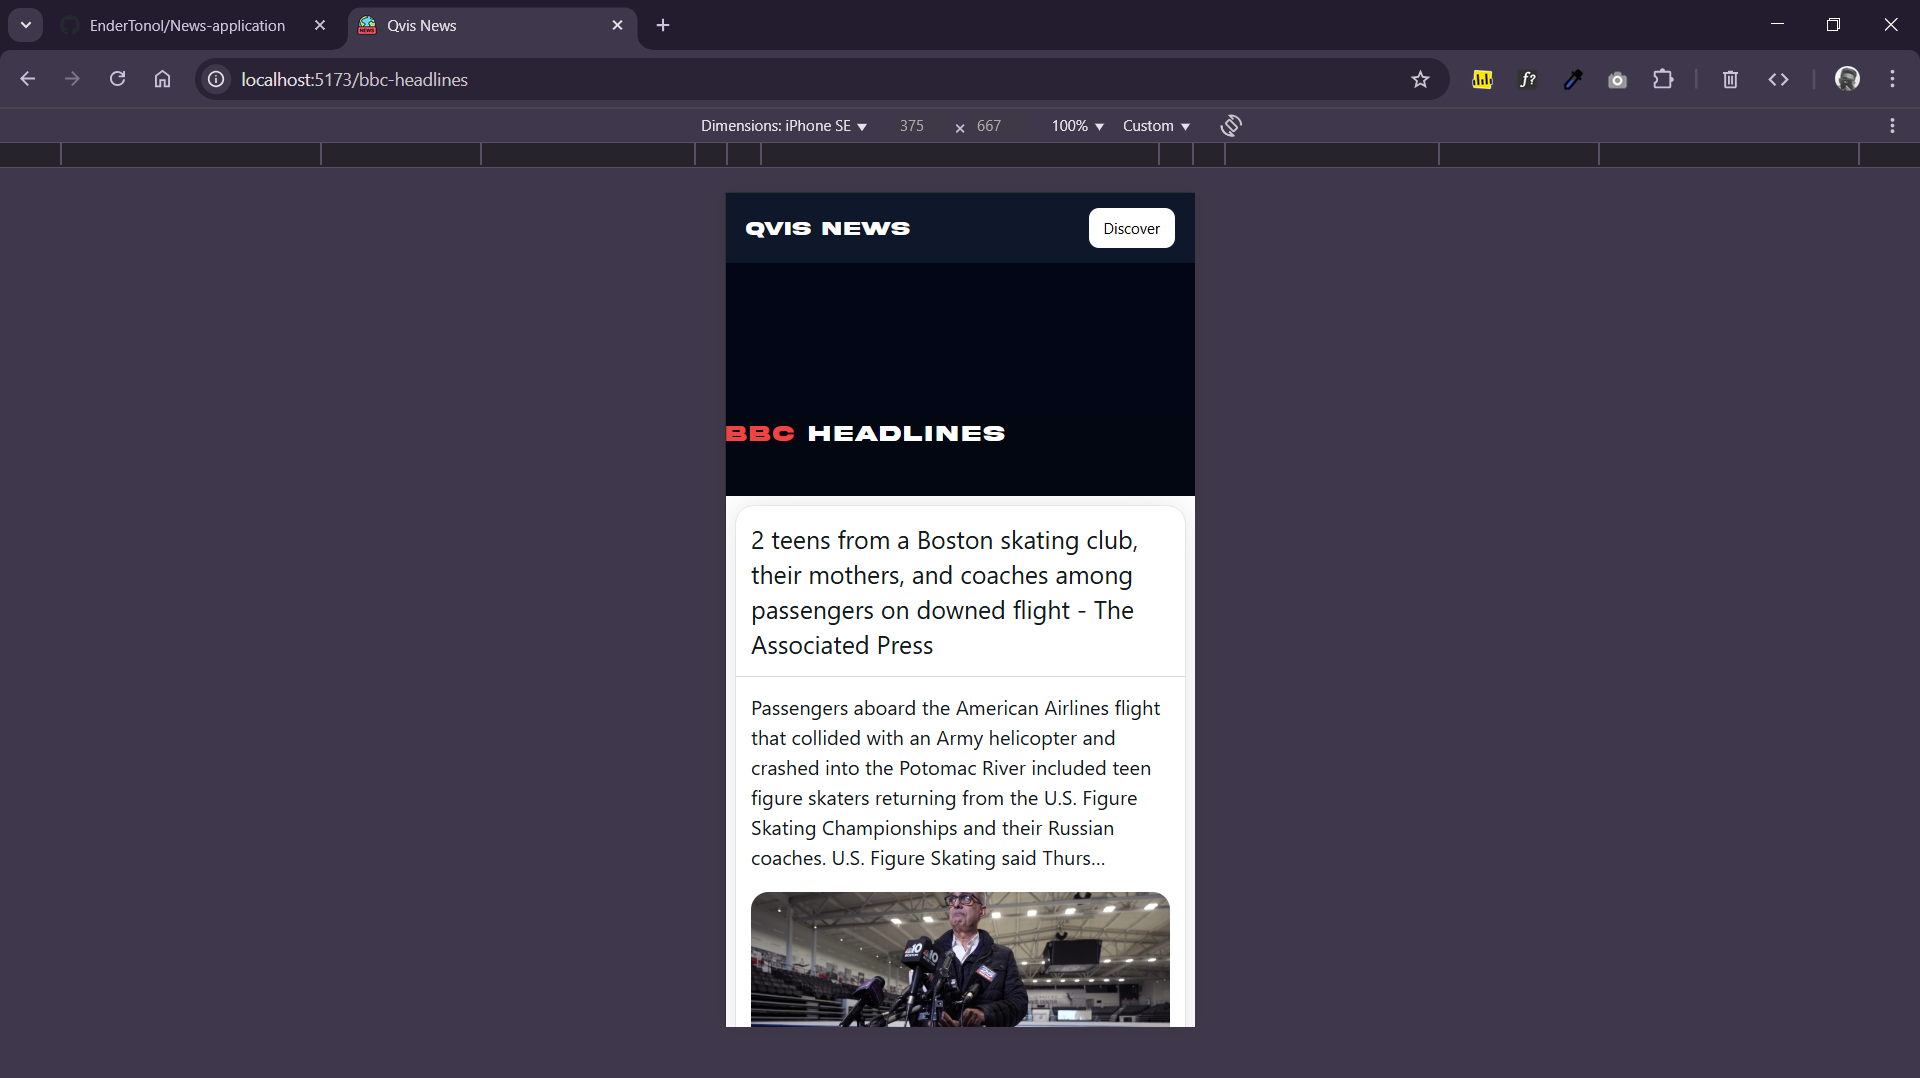 EnderTonol/News-application
Qvis News
localhost:5173/bbc-headlines
f?
Dimensions: iPhone SE
375 × 667
100%
Custom
QVIS NEWS
Discover
BBC HEADLINES
2 teens from a Boston skating club,
their mothers, and coaches among
passengers on downed flight - The
Associated Press
Passengers aboard the American Airlines flight
that collided with an Army helicopter and
crashed into the Potomac River included teen
figure skaters returning from the U.S. Figure
Skating Championships and their Russian
coaches. U.S. Figure Skating said Thurs...